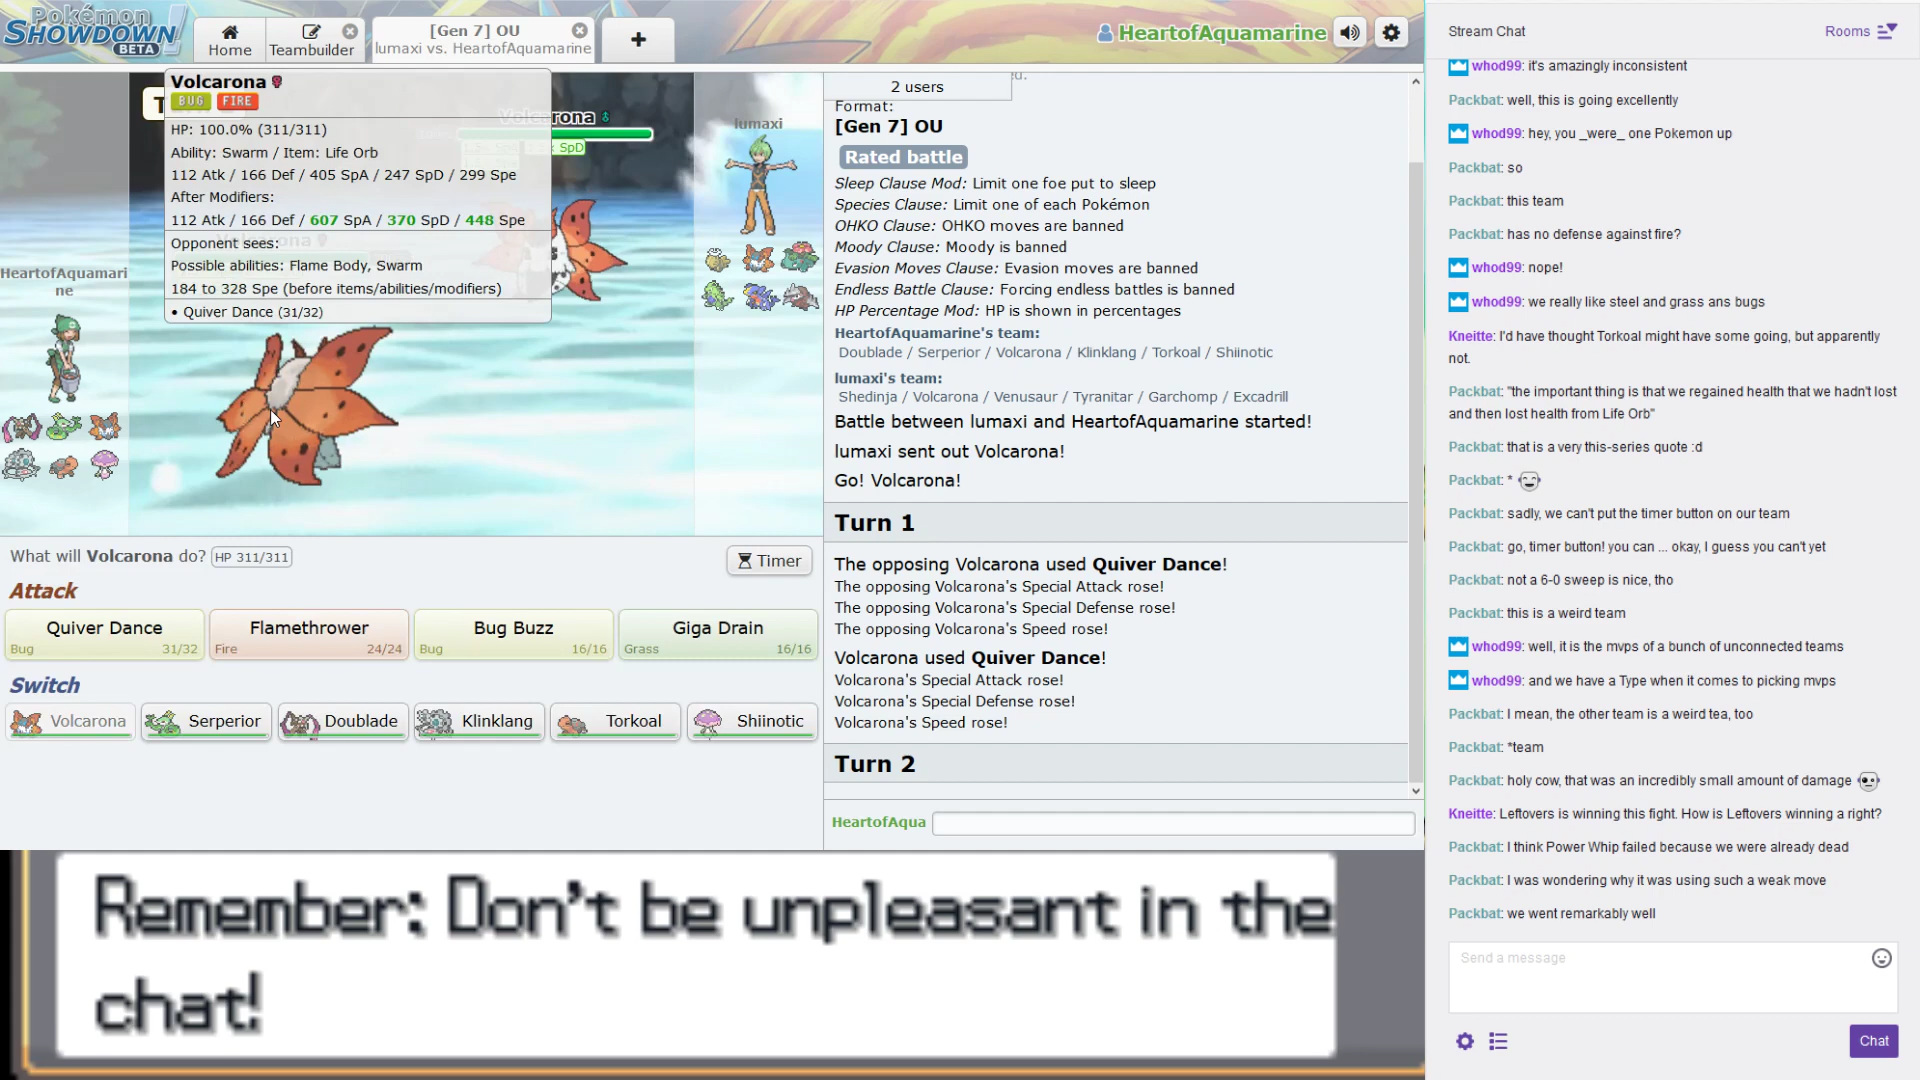 Pokémon
SHOWDOWN
BETA
Home
Teambuilder
[Gen 7] OU
lumaxi vs. HeartofAquamarine
+
HeartofAquamarine
Volcarona
BUG FIRE
HP: 100.0% (311/311)
Ability: Swarm / Item: Life Orb
112 Atk / 166 Def / 405 SpA / 247 SpD / 299 Spe
After Modifiers:
112 Atk / 166 Def / 607 SpA / 370 SpD / 448 Spe
Opponent sees:
Possible abilities: Flame Body, Swarm
184 to 328 Spe (before items/abilities/modifiers)
• Quiver Dance (31/32)
Volcarona
SpD
lumaxi
HeartofAquamari
ne
What will Volcarona do? HP 311/311
Timer
Attack
Quiver Dance
Bug 31/32
Flamethrower
Fire 24/24
Bug Buzz
Bug 16/16
Giga Drain
Grass 16/16
Switch
Volcarona
Serperior
Doublade
Klinklang
Torkoal
Shiinotic
2 users
Format:
[Gen 7] OU
Rated battle
Sleep Clause Mod: Limit one foe put to sleep
Species Clause: Limit one of each Pokémon
OHKO Clause: OHKO moves are banned
Moody Clause: Moody is banned
Evasion Moves Clause: Evasion moves are banned
Endless Battle Clause: Forcing endless battles is banned
HP Percentage Mod: HP is shown in percentages
HeartofAquamarine's team:
Doublade / Serperior / Volcarona / Klinklang / Torkoal / Shiinotic
lumaxi's team:
Shedinja / Volcarona / Venusaur / Tyranitar / Garchomp / Excadrill
Battle between lumaxi and HeartofAquamarine started!
lumaxi sent out Volcarona!
Go! Volcarona!
Turn 1
The opposing Volcarona used Quiver Dance!
The opposing Volcarona's Special Attack rose!
The opposing Volcarona's Special Defense rose!
The opposing Volcarona's Speed rose!
Volcarona used Quiver Dance!
Volcarona's Special Attack rose!
Volcarona's Special Defense rose!
Volcarona's Speed rose!
Turn 2
HeartofAqua
Remember: Don't be unpleasant in the
chat!
Stream Chat
Rooms
whod99: it's amazingly inconsistent
Packbat: well, this is going excellently
whod99: hey, you _were_ one Pokemon up
Packbat: so
Packbat: this team
Packbat: has no defense against fire?
whod99: nope!
whod99: we really like steel and grass ans bugs
Kneitte: I'd have thought Torkoal might have some going, but apparently
not.
Packbat: "the important thing is that we regained health that we hadn't lost
and then lost health from Life Orb"
Packbat: that is a very this-series quote :d
Packbat: *
Packbat: sadly, we can't put the timer button on our team
Packbat: go, timer button! you can ... okay, I guess you can't yet
Packbat: not a 6-0 sweep is nice, tho
Packbat: this is a weird team
whod99: well, it is the mvps of a bunch of unconnected teams
whod99: and we have a Type when it comes to picking mvps
Packbat: I mean, the other team is a weird tea, too
Packbat: *team
Packbat: holy cow, that was an incredibly small amount of damage
Kneitte: Leftovers is winning this fight. How is Leftovers winning a right?
Packbat: I think Power Whip failed because we were already dead
Packbat: I was wondering why it was using such a weak move
Packbat: we went remarkably well
Send a message
Chat